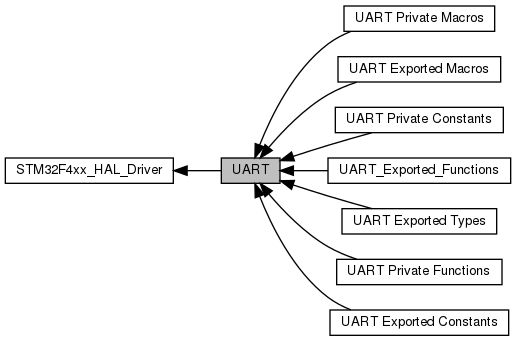 UART Private Macros
UART Exported Macros
UART Private Constants
STM32F4xx_HAL_Driver
UART
UART_Exported_Functions
UART Exported Types
UART Private Functions
UART Exported Constants